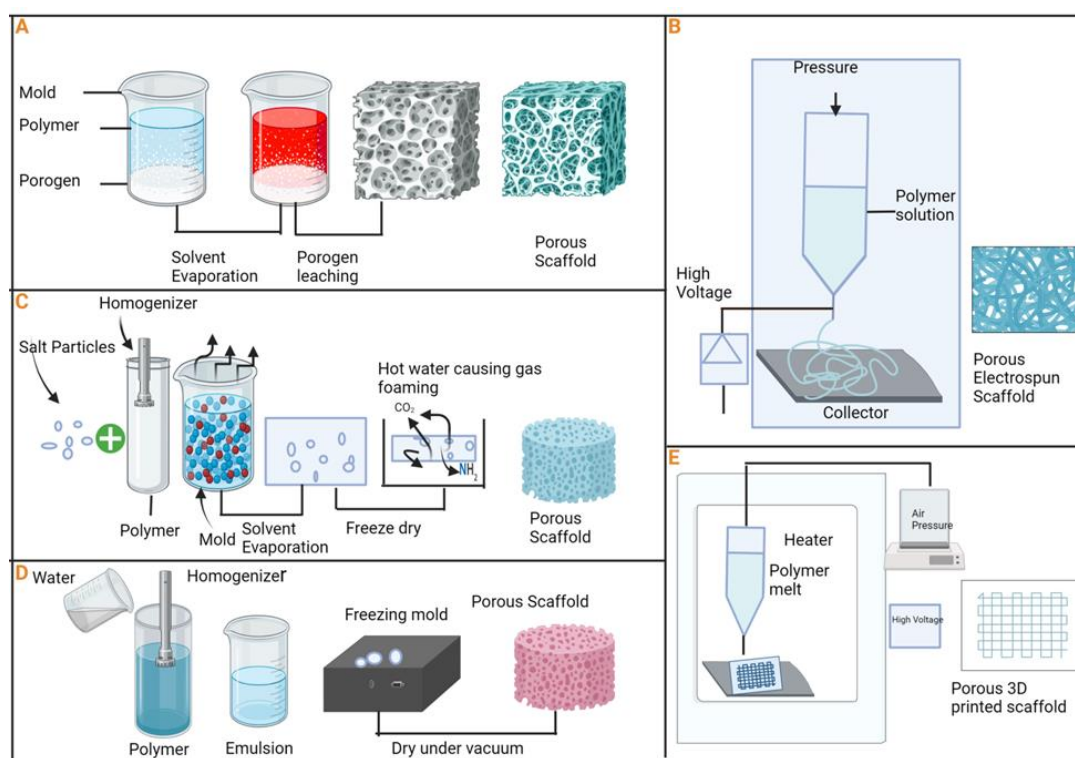 A
Mold
Polymer
Porogen
Solvent
Evaporation
Porogen
leaching
Porous
Scaffold
B
Pressure
Polymer
solution
High
Voltage
Collector
Porous
Electrospun
Scaffold
C
Homogenizer
Salt Particles
Polymer
Mold
Solvent
Evaporation
Freeze dry
Hot water causing gas
foaming
CO₂
NH₂
Porous
Scaffold
D
Water
Homogenizer
Polymer
Emulsion
Freezing mold
Dry under vacuum
Porous Scaffold
E
Heater
Polymer
melt
Air
Pressure
High Voltage
Porous 3D
printed scaffold